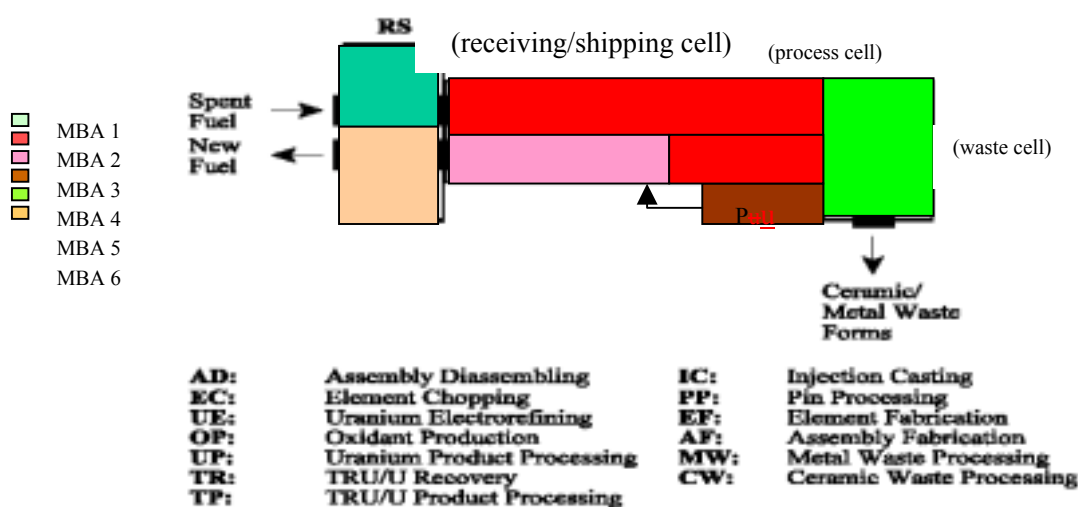 RS
(receiving/shipping cell)
(process cell)
Spent
Fuel
New
Fuel
MBA 1
MBA 2
MBA 3
MBA 4
MBA 5
MBA 6
(waste cell)
Ceramic/
Metal Waste
Forms
AD: Assembly Diassembling
EC: Element Chopping
UE: Uranium Electrorefining
OP: Oxidant Production
UP: Uranium Product Processing
TR: TRU/U Recovery
TP: TRU/U Product Processing
IC: Injection Casting
PP: Pin Processing
EF: Element Fabrication
AF: Assembly Fabrication
MW: Metal Waste Processing
CW: Ceramic Waste Processing